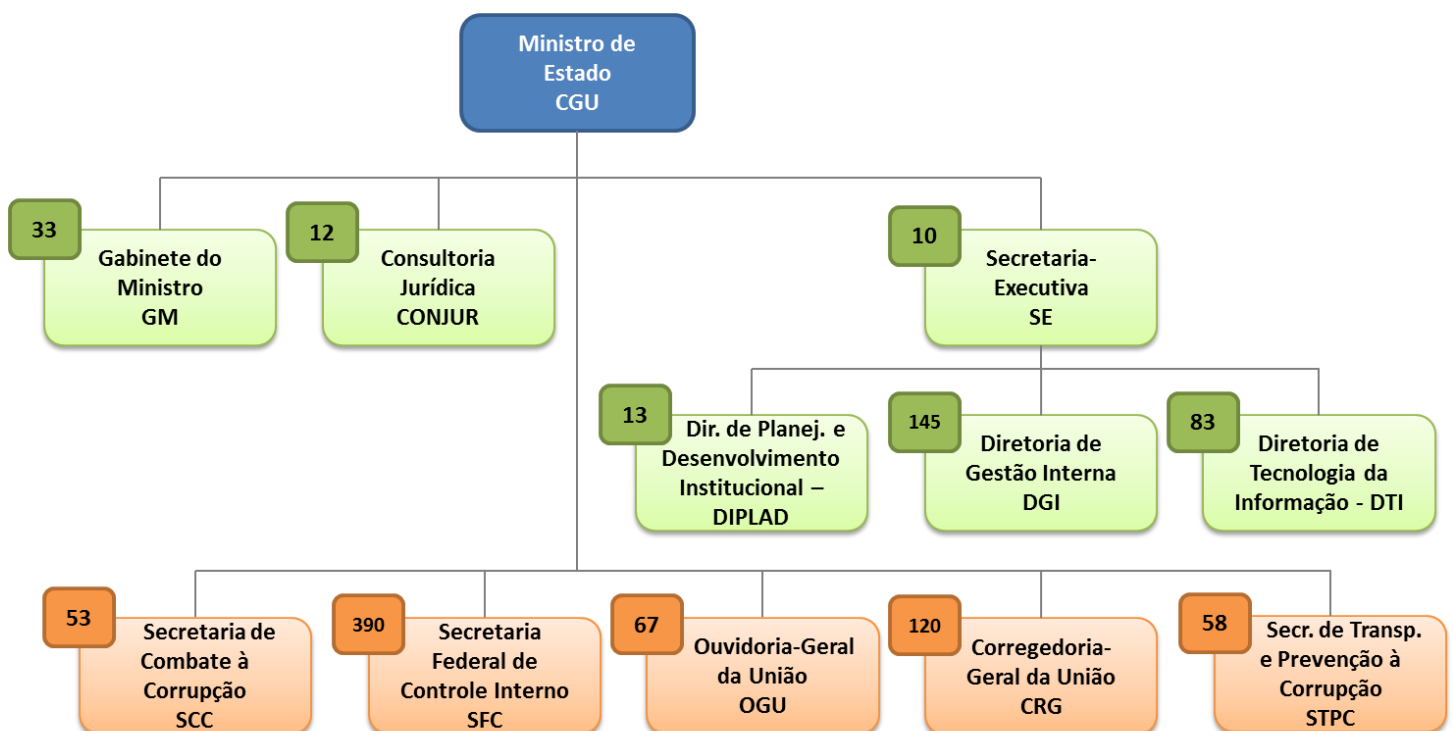 Ministro de
Estado
CGU
33
Gabinete do
Ministro
GM
12
Consultoria
Jurídica
CONJUR
10
Secretaria-
Executiva
SE
13
Dir. de Planej. e
Desenvolvimento
Institucional –
DIPLAD
145
Diretoria de
Gestão Interna
DGI
83
Diretoria de
Tecnologia da
Informação - DTI
53
Secretaria de
Combate à
Corrupção
SCC
390
Secretaria
Federal de
Controle Interno
SFC
67
Ouvidoria-Geral
da União
OGU
120
Corregedoria-
Geral da União
CRG
58
Secr. de Transp.
e Prevenção à
Corrupção
STPC